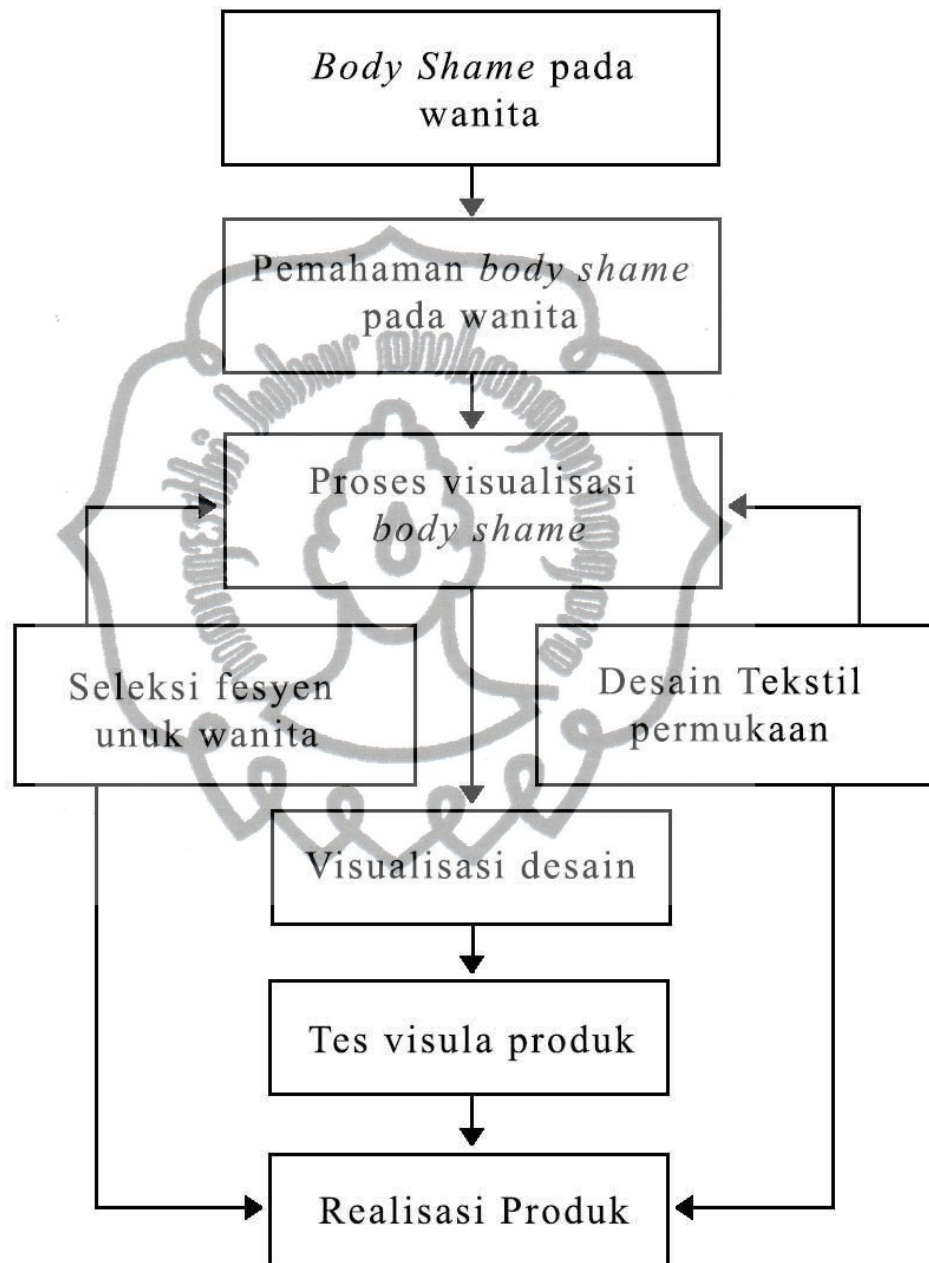 Body Shame pada
wanita
Pemahaman body shame
pada wanita
Proses visualisasi
body shame
Seleksi fesyen
unuk wanita
Desain Tekstil
permukaan
Visualisasi desain
Tes visula produk
Realisasi Produk